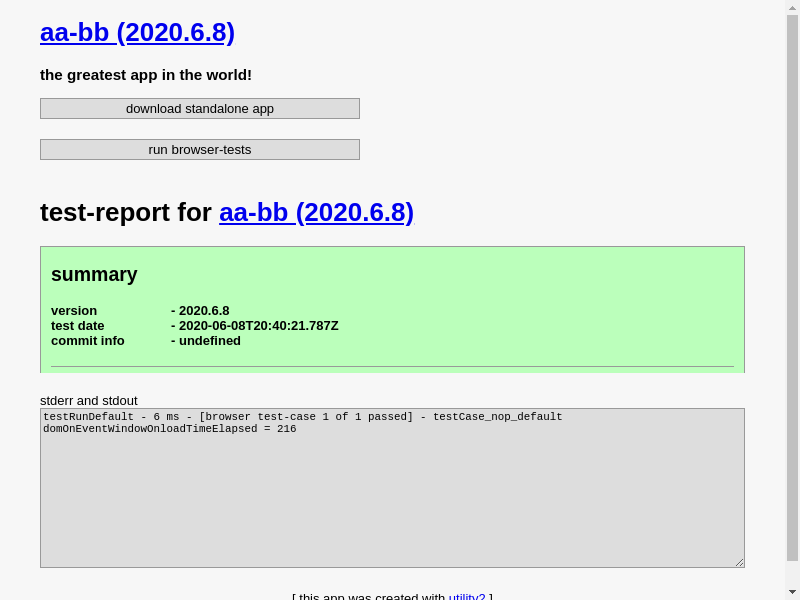 aa-bb (2020.6.8)
the greatest app in the world!
download standalone app
run browser-tests
test-report for aa-bb (2020.6.8)
summary
version - 2020.6.8
test date - 2020-06-08T20:40:21.787Z
commit info - undefined
stderr and stdout
testRunDefault - 6 ms - [browser test-case 1 of 1 passed] - testCase_nop_default
domOnEventWindowOnloadTimeElapsed = 216
[ this app was created with utility2 ]